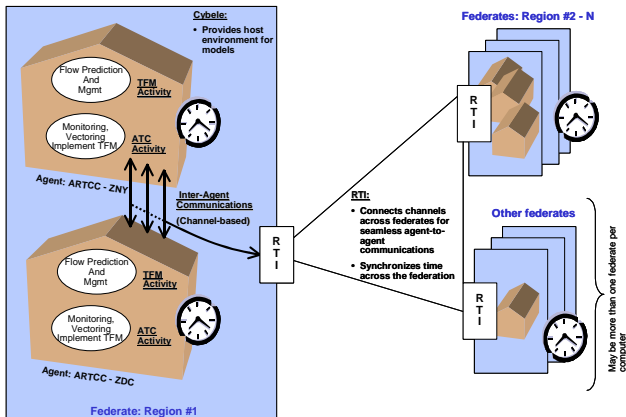 Cybele:
• Provides host
environment for
models
Flow Prediction
And
Mgmt
TFM
Activity
Monitoring,
Vectoring
Implement TFM
ATC
Activity
Agent: ARTCC - ZNY
Inter-Agent
Communications
(Channel-based)
Flow Prediction
And
Mgmt
TFM
Activity
Monitoring,
Vectoring
Implement TFM
ATC
Activity
Agent: ARTCC - ZDC
Federate: Region #1
R
T
I
RTI:
• Connects channels
across federates for
seamless agent-to-
agent
communications
• Synchronizes time
across the federation
Federates: Region #2 - N
R
T
I
Other federates
R
T
I
May be more than one federate per
computer